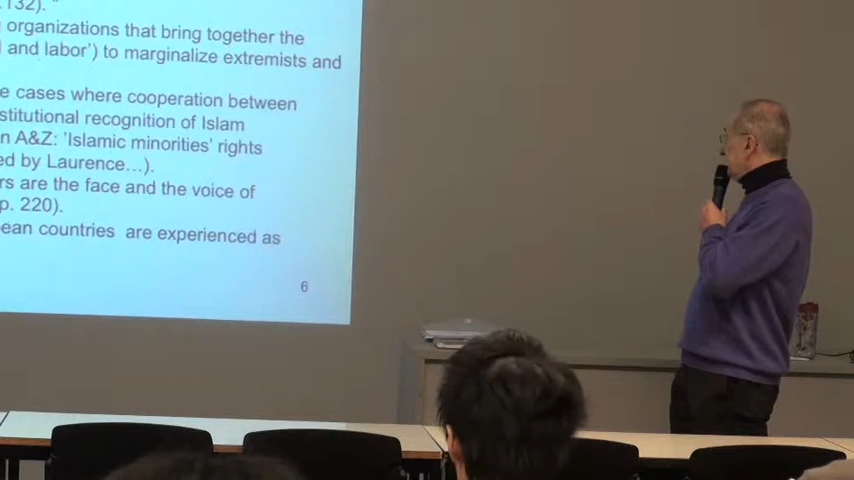 .132). "
organizations that bring together the
and labor') to marginalize extremists and
e cases where cooperation between
stitutional recognition of Islam
n A&Z: 'Islamic minorities' rights
ed by Laurence…).
rs are the face and the voice of
p. 220).
ean countries are experienced as
6